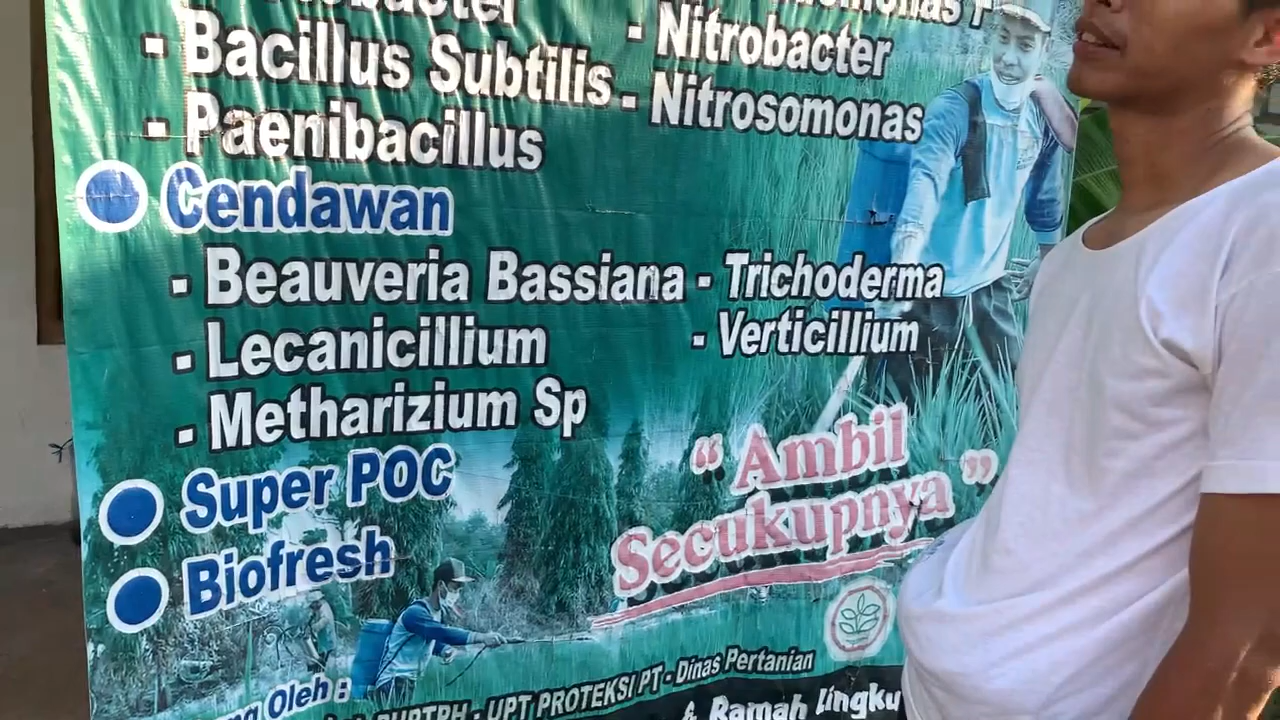 - Bacillus Subtilis
- Paenibacillus
- Nitrobacter
- Nitrosomonas
Cendawan
- Beauveria Bassiana
- Lecanicillium
- Metharizium Sp
- Trichoderma
- Verticillium
Super POC
Biofresh
“ Ambil
Secukupnya ”
Oleh :
- UPT PROTEKSI PT - Dinas Pertanian
& Ramah